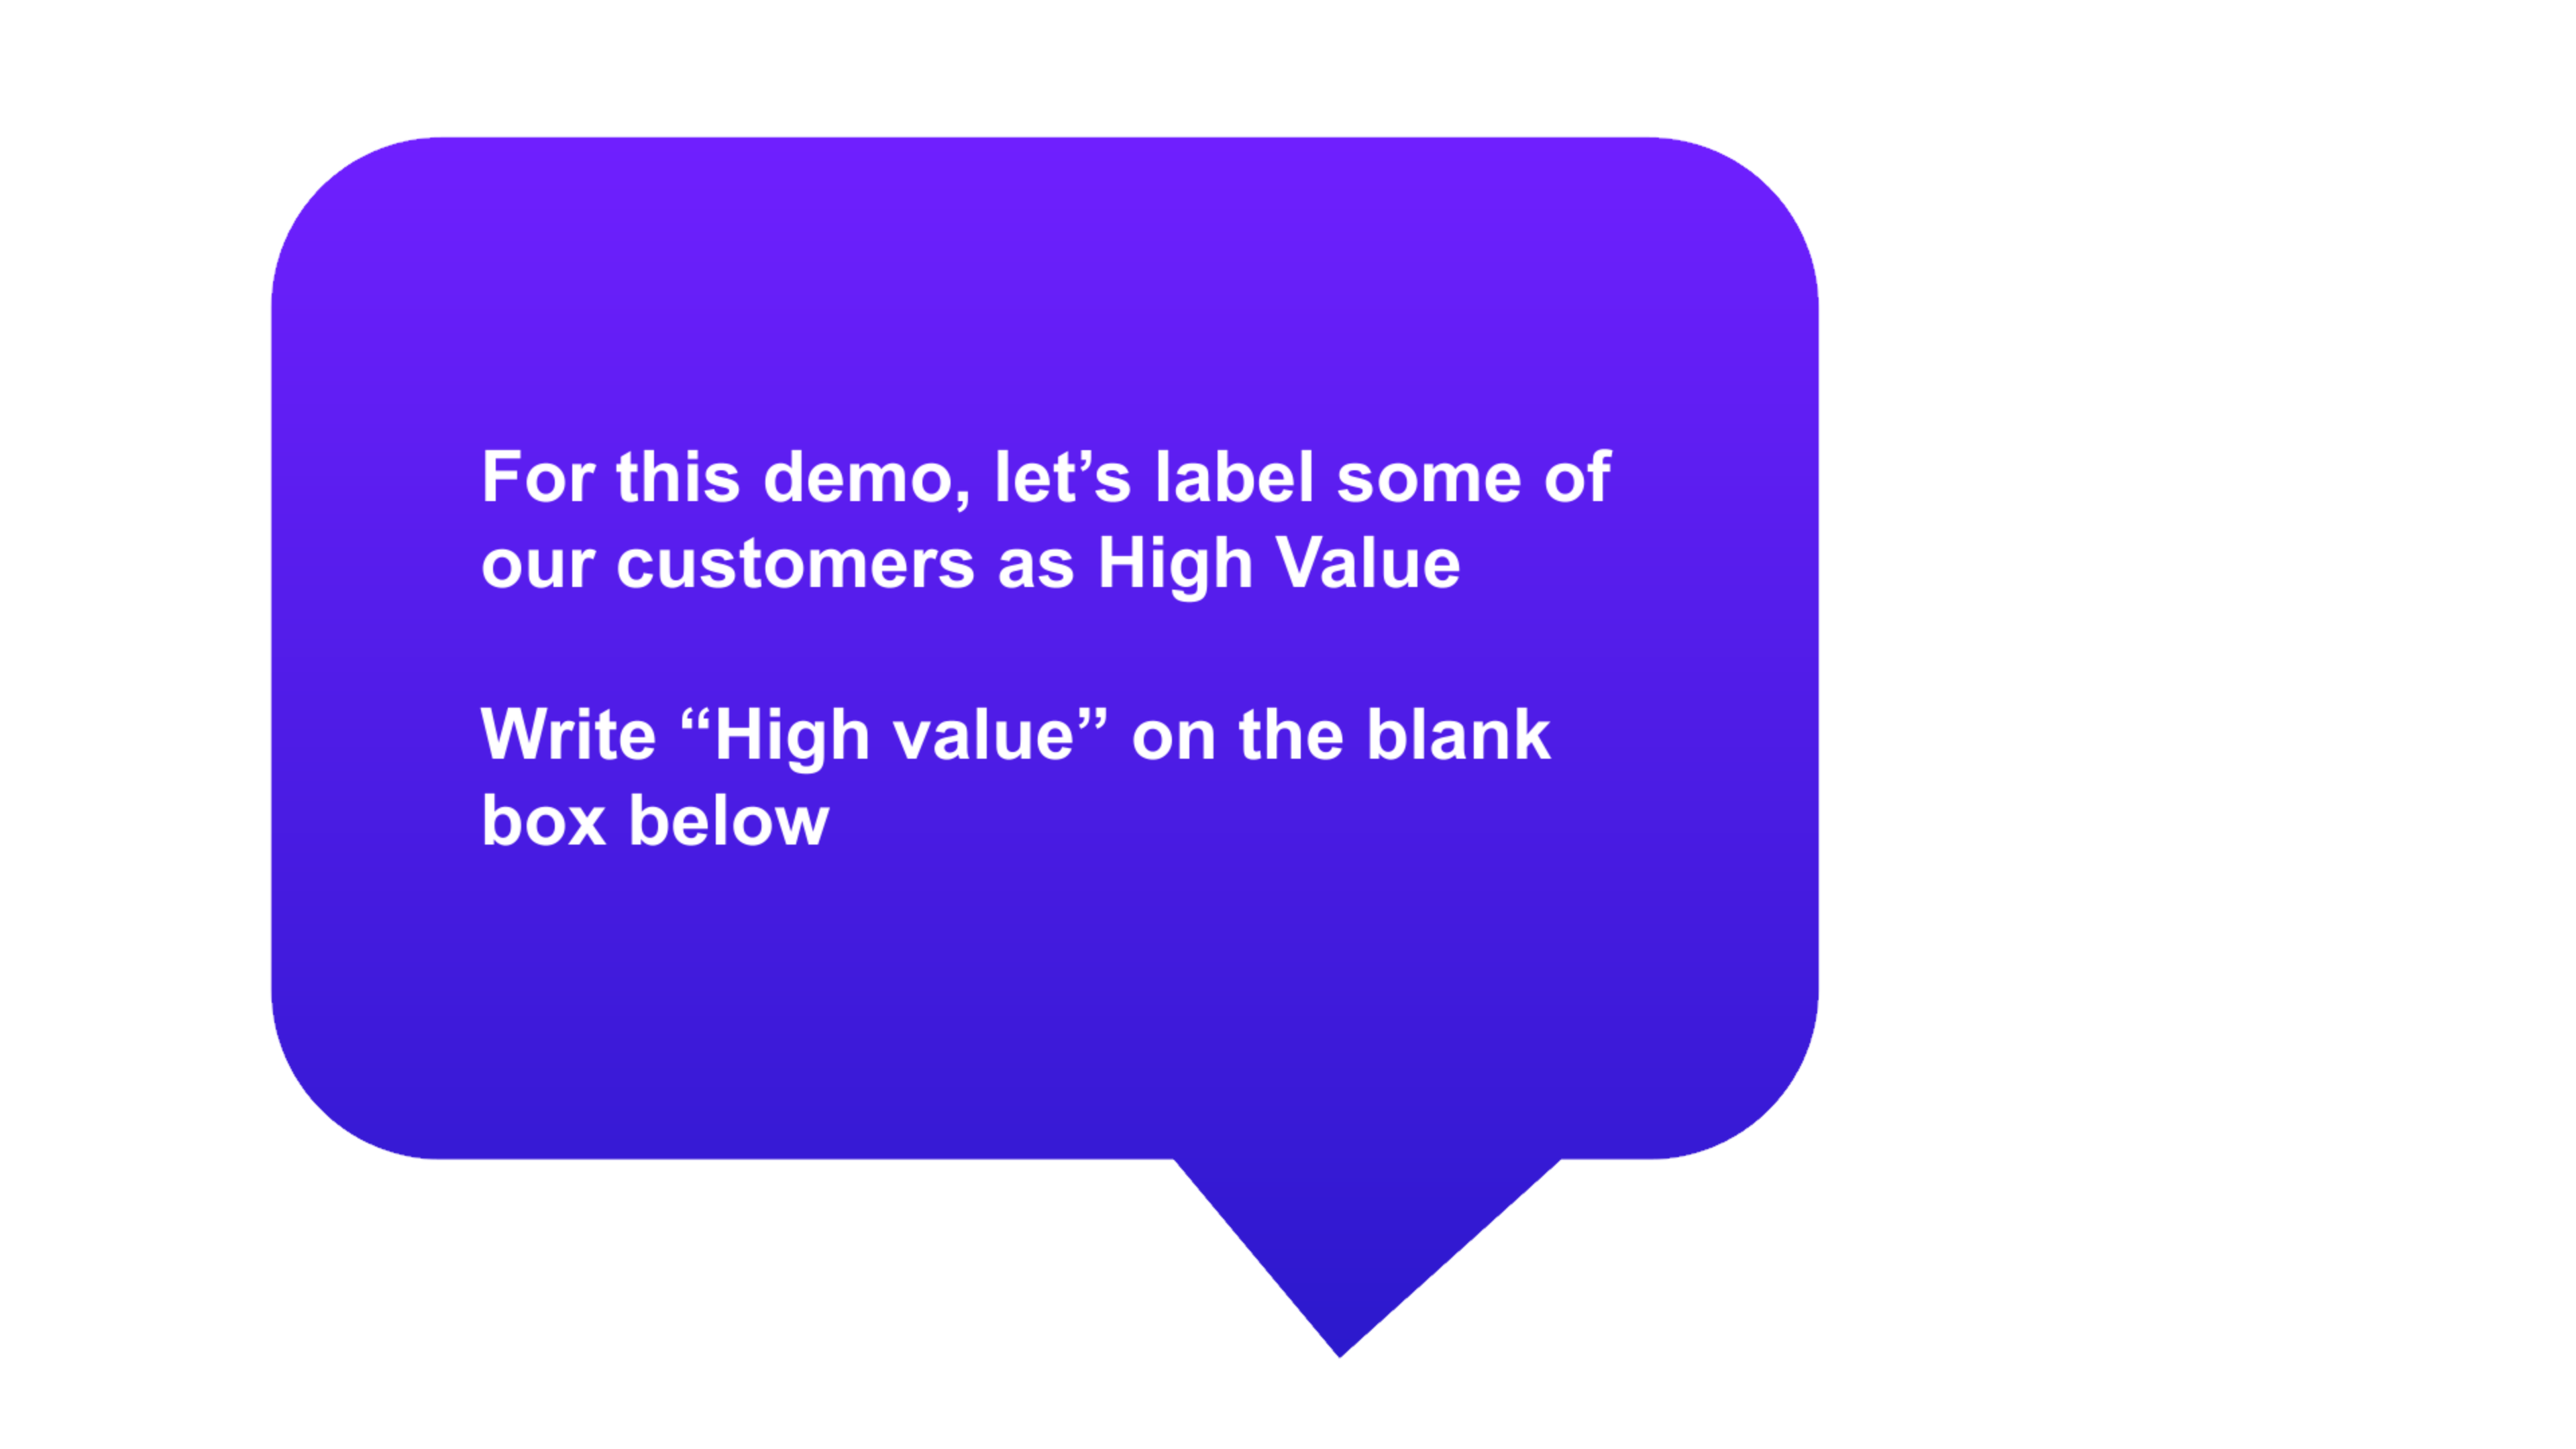 For this demo, let’s label some of
our customers as High Value
Write “High value” on the blank
box below